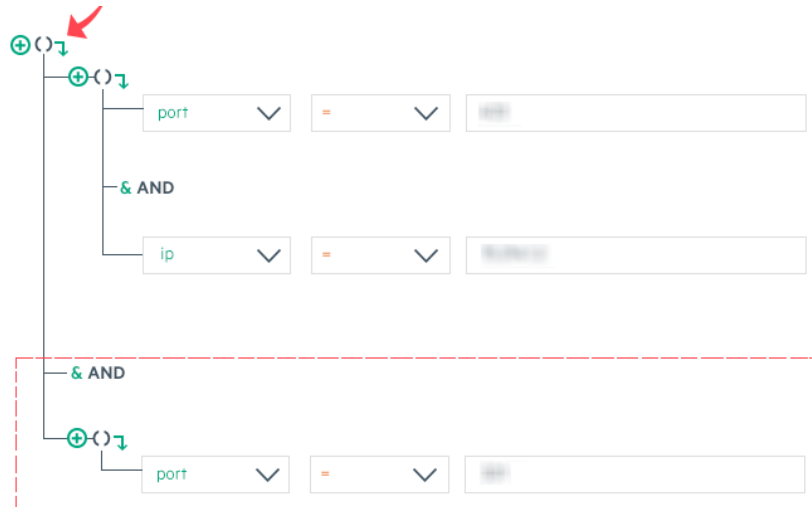 ()
()
port =
& AND
ip =
& AND
()
port =